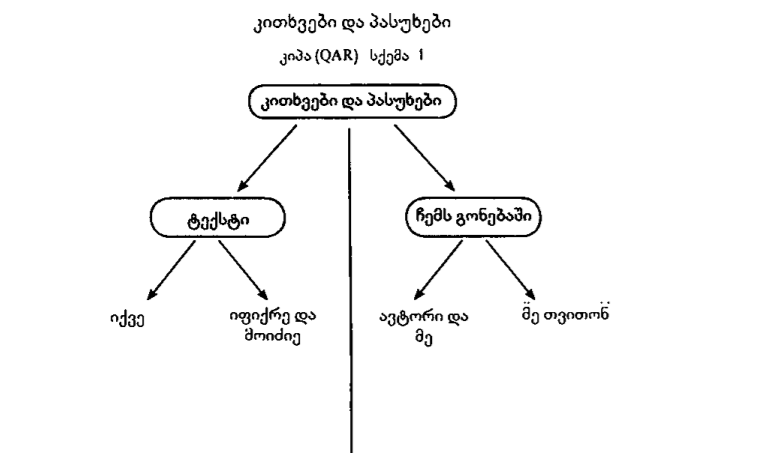 კითხვები და პასუხები
კიპა (QAR) სქემა 1
კითხვები და პასუხები
ტექსტი
ჩემს გონებაში
იქვე
იფიქრე და
მოიძიე
ავტორი და
მე
მე თვითონ